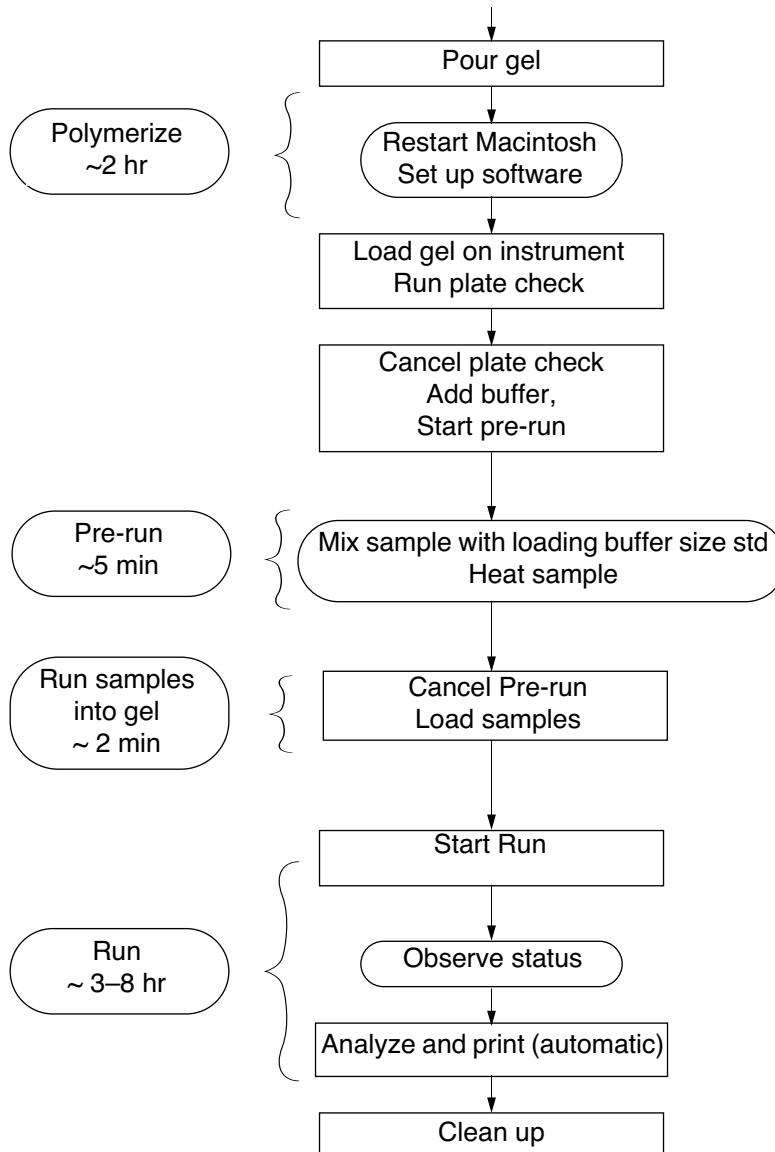 Pour gel
Polymerize
~2 hr
Restart Macintosh
Set up software
Load gel on instrument
Run plate check
Cancel plate check
Add buffer,
Start pre-run
Pre-run
~5 min
Mix sample with loading buffer size std
Heat sample
Run samples
into gel
~ 2 min
Cancel Pre-run
Load samples
Start Run
Run
~ 3–8 hr
Observe status
Analyze and print (automatic)
Clean up